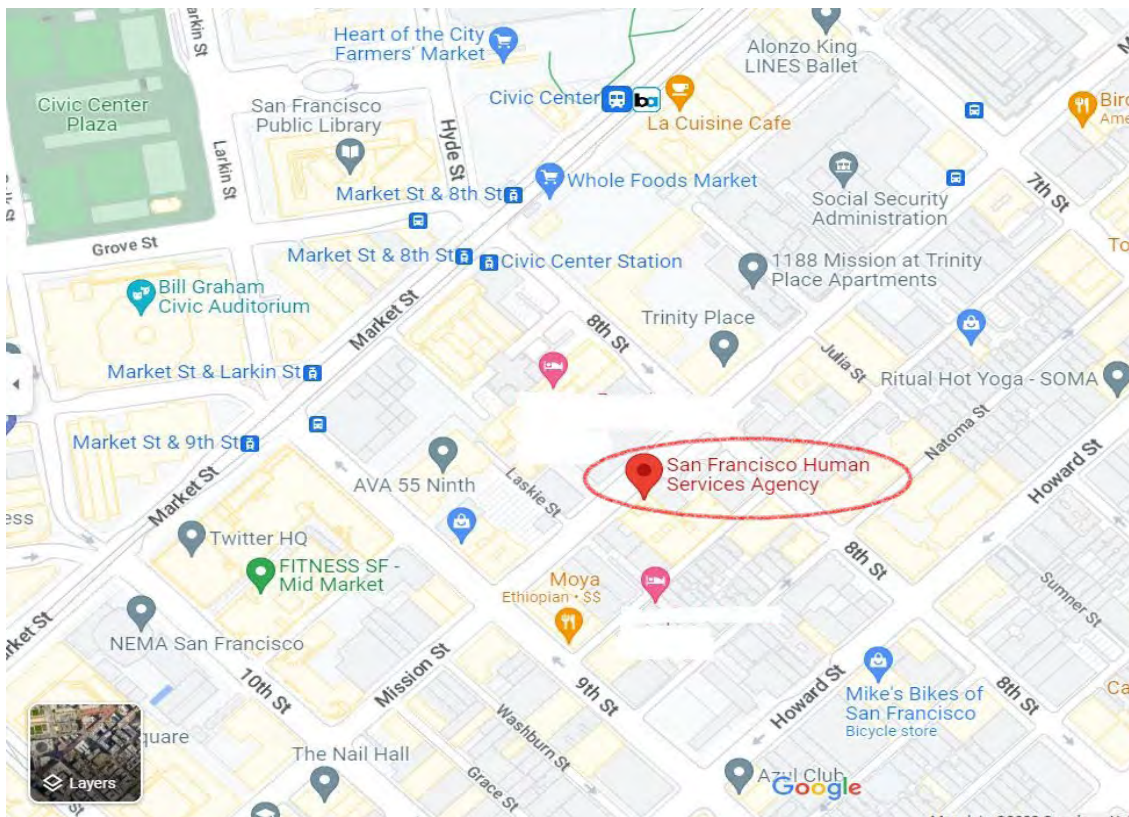 Larkin St
Heart of the City
Farmers' Market
Alonzo King
LINES Ballet
Civic Center
Plaza
San Francisco
Public Library
Civic Center
ba
La Cuisine Cafe
Hyde St
Larkin St
7th St
Market St & 8th St
Whole Foods Market
Social Security
Administration
Grove St
Market St & 8th St
Civic Center Station
1188 Mission at Trinity
Place Apartments
Bill Graham
Civic Auditorium
Market St
8th St
Trinity Place
Julia St
Market St & Larkin St
Ritual Hot Yoga - SOMA
Natoma St
Market St & 9th St
AVA 55 Ninth
Laskie St
San Francisco Human
Services Agency
Howard St
Market St
Twitter HQ
FITNESS SF -
Mid Market
8th St
Moya
Ethiopian • $$
Sumner St
NEMA San Francisco
10th St
Mission St
9th St
Howard St
8th St
Mike's Bikes of
San Francisco
Bicycle store
Washburn St
The Nail Hall
Grace St
Layers
Azul Club
Google